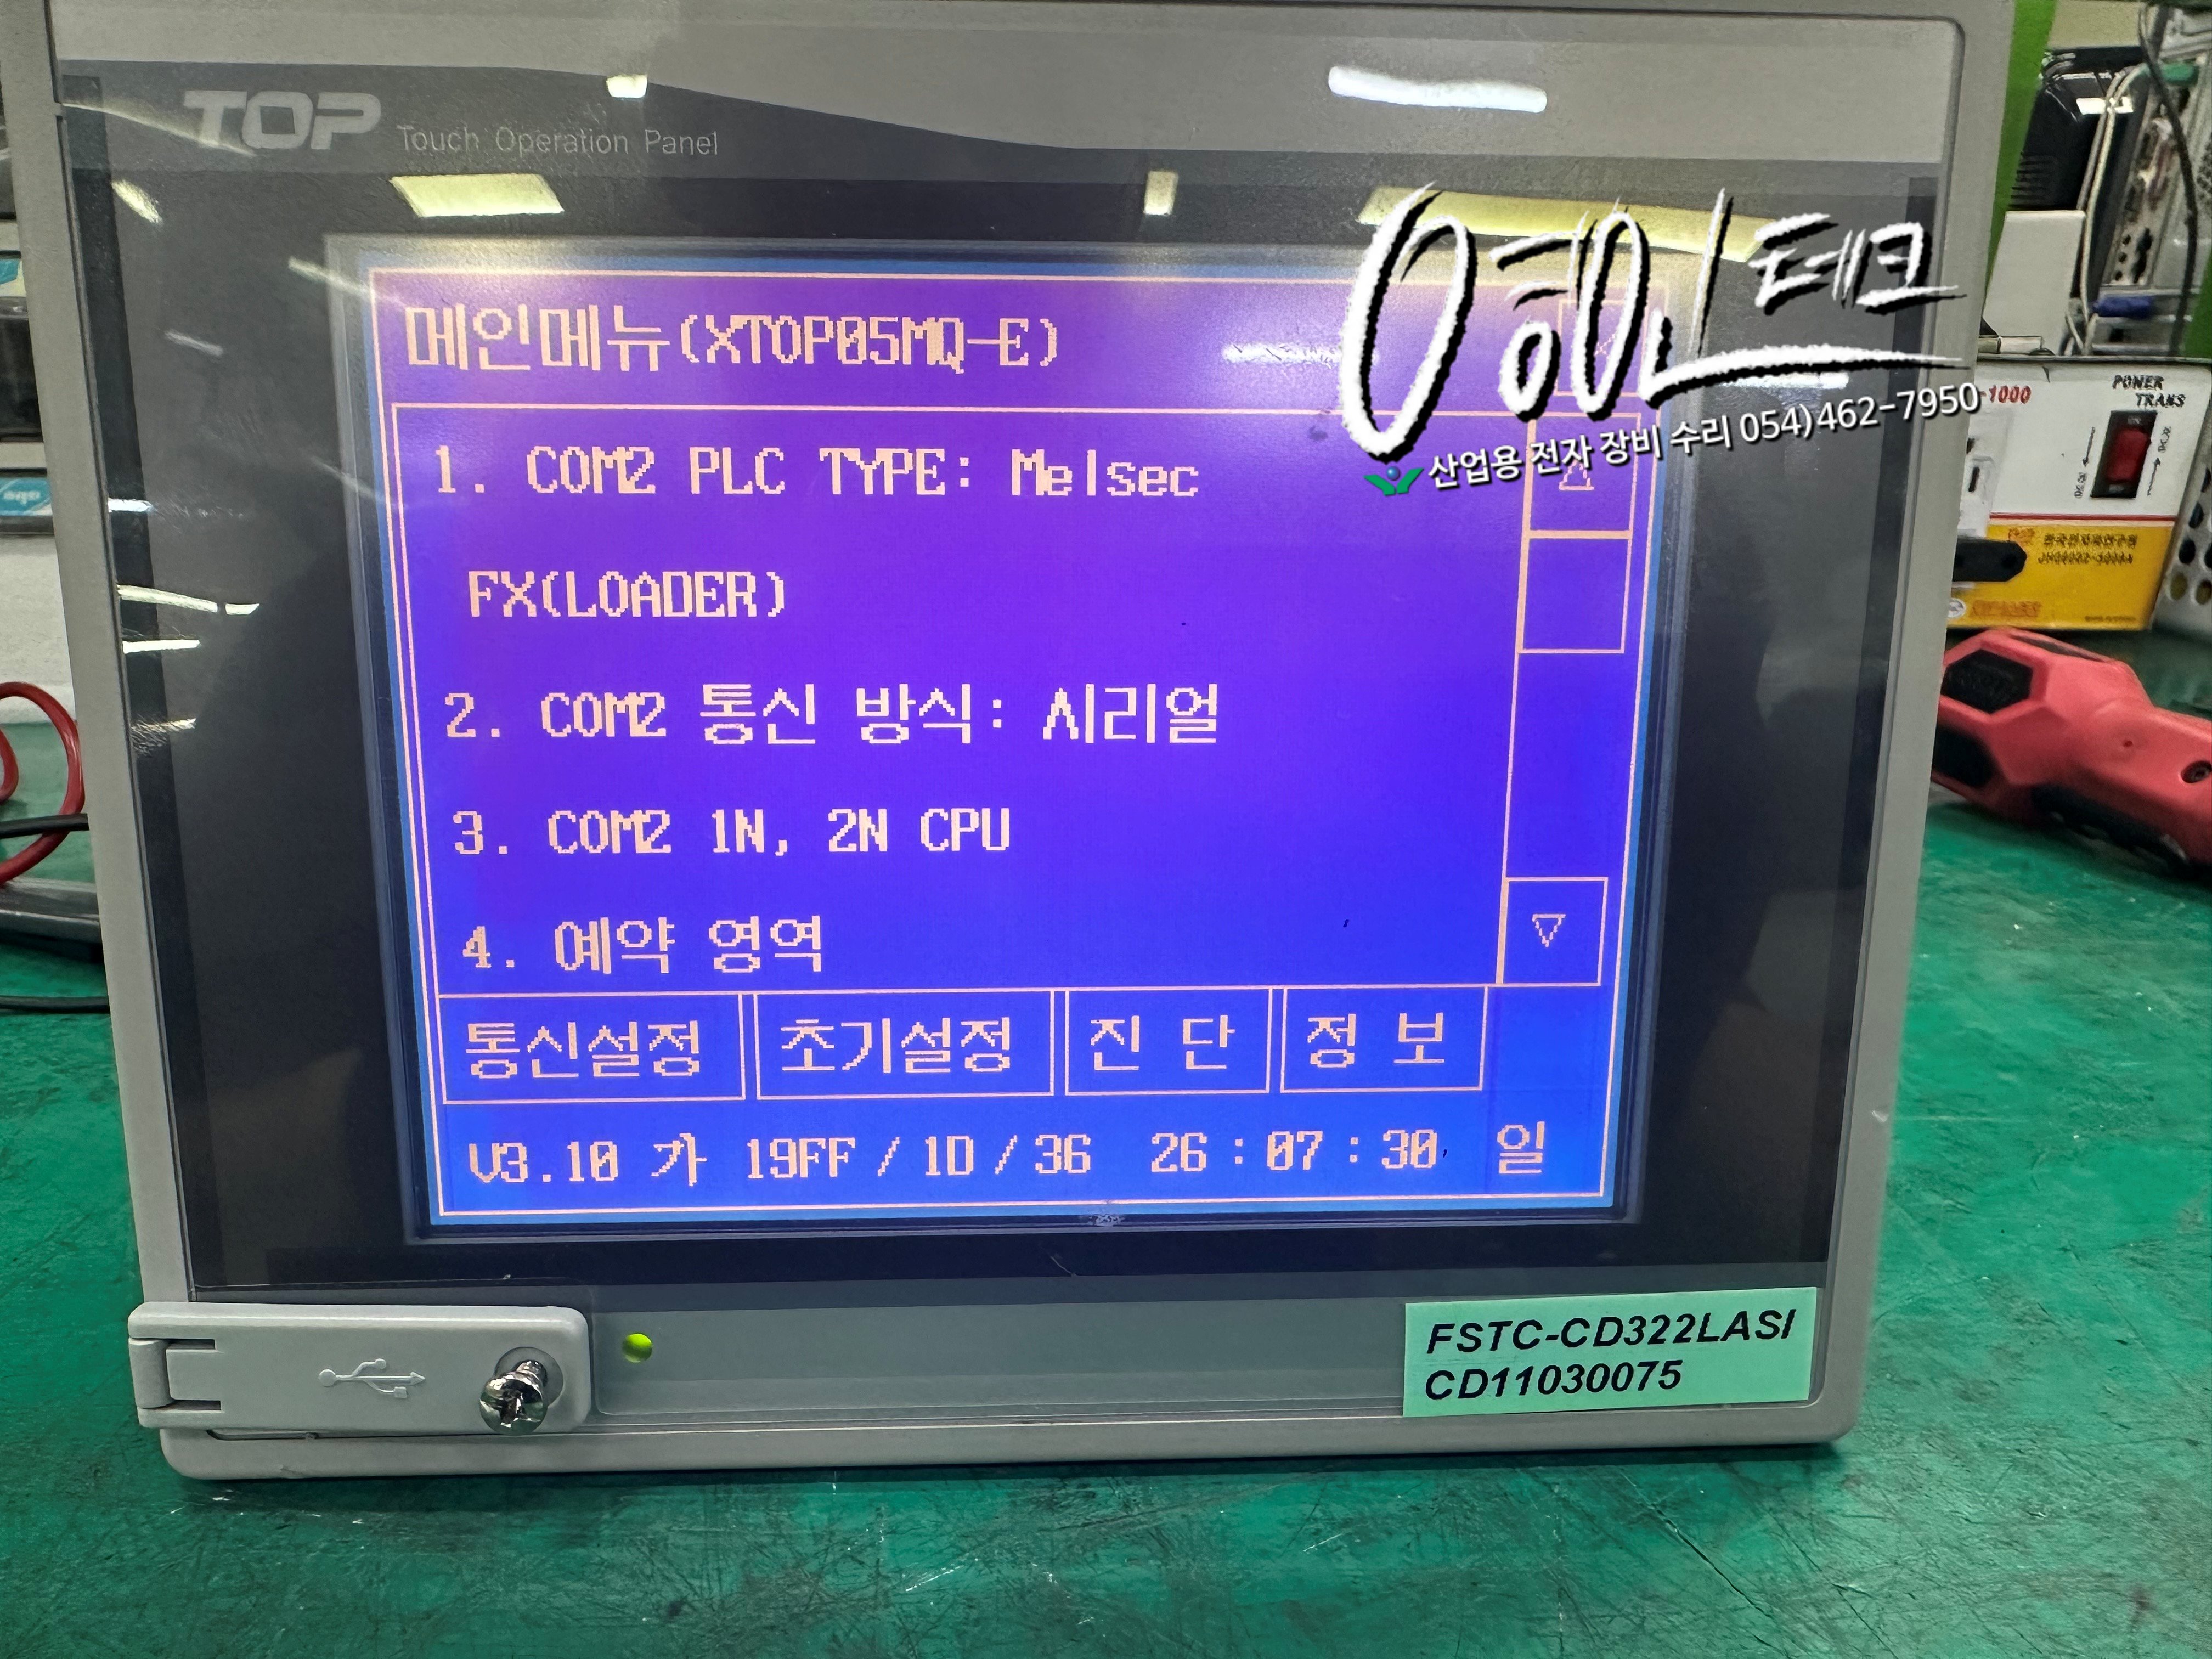 TOP Touch Operation Panel
영인테크
산업용 전자 장비 수리 054)462-7950
-1000
POWER
TRANS
메인메뉴(XTOP05MQ-E)
1. COM2 PLC TYPE: Melsec
FX(LOADER)
2. COM2 통신 방식: 시리얼
3. COM2 1N, 2N CPU
4. 예약 영역
통신설정 초기설정 진 단 정 보
V3.10 가 19FF/1D/36 26:07:30 일
FSTC-CD322LASI
CD11030075